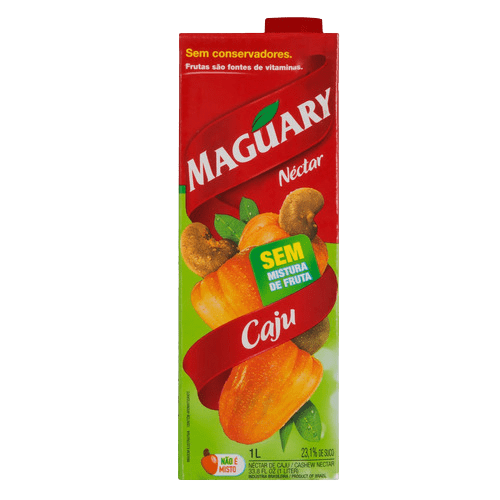 Sem conservadores.
Frutas são fontes de vitaminas.
MAGUARY
Néctar
SEM
MISTURA
DE FRUTA
Caju
NÃO É
MISTO
1L
23,1% DE SUCO
NÉCTAR DE CAJU / CASHEW NECTAR
33,8 FL OZ (1 LITER)
INDÚSTRIA BRASILEIRA / PRODUCT OF BRAZIL